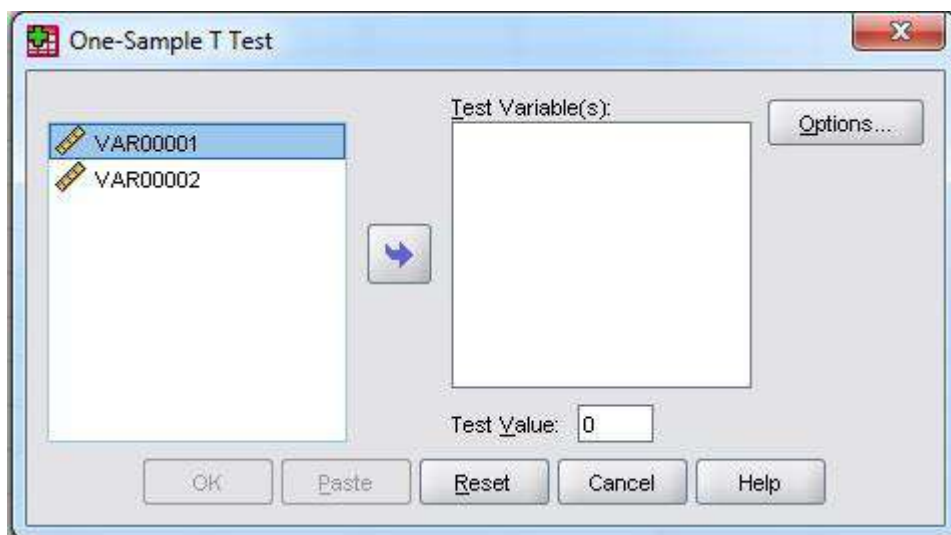 One-Sample T Test
VAR00001
VAR00002
Test Variable(s):
Options...
Test Value: 0
OK Paste Reset Cancel Help